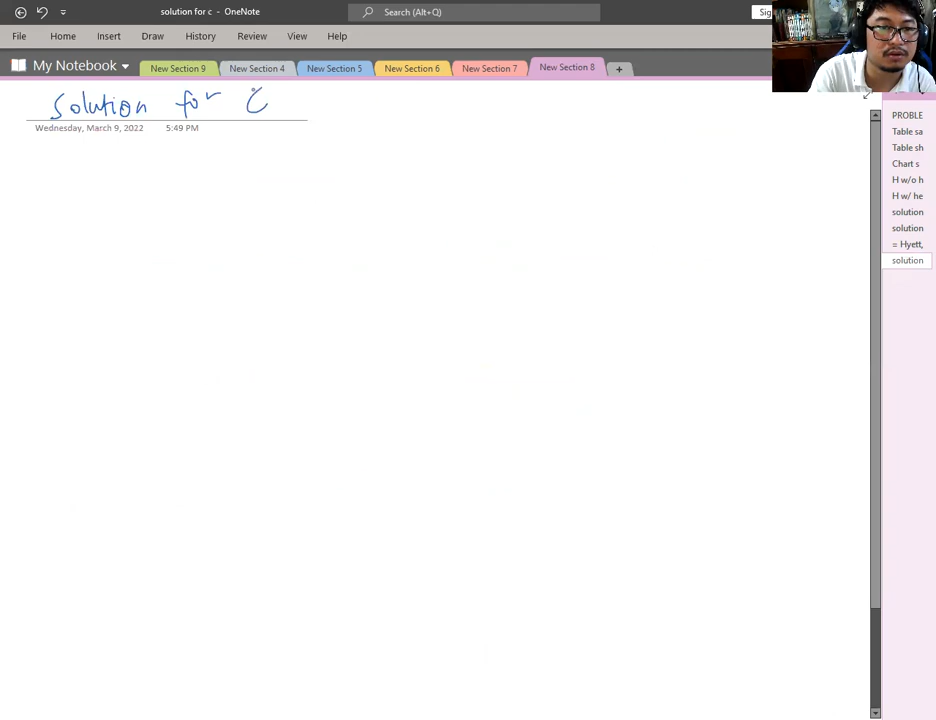 solution for c - OneNote
Search (Alt+Q)
Sig
File Home Insert Draw History Review View Help
My Notebook
New Section 9 New Section 4 New Section 5 New Section 6 New Section 7 New Section 8 +
Solution for C
Wednesday, March 9, 2022 5:49 PM
PROBLE
Table sa
Table sh
Chart s
H w/o h
H w/ he
solution
solution
= Hyett,
solution